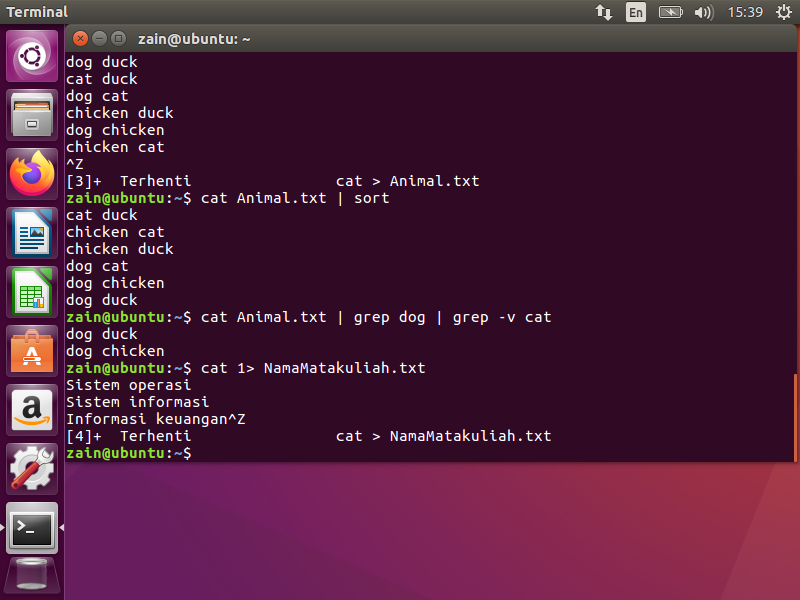 Terminal
En
15:39
zain@ubuntu: ~
dog duck
cat duck
dog cat
chicken duck
dog chicken
chicken cat
^Z
[3]+  Terhenti                cat > Animal.txt
zain@ubuntu:~$ cat Animal.txt | sort
cat duck
chicken cat
chicken duck
dog cat
dog chicken
dog duck
zain@ubuntu:~$ cat Animal.txt | grep dog | grep -v cat
dog duck
dog chicken
zain@ubuntu:~$ cat 1> NamaMatakuliah.txt
Sistem operasi
Sistem informasi
Informasi keuangan^Z
[4]+  Terhenti                cat > NamaMatakuliah.txt
zain@ubuntu:~$